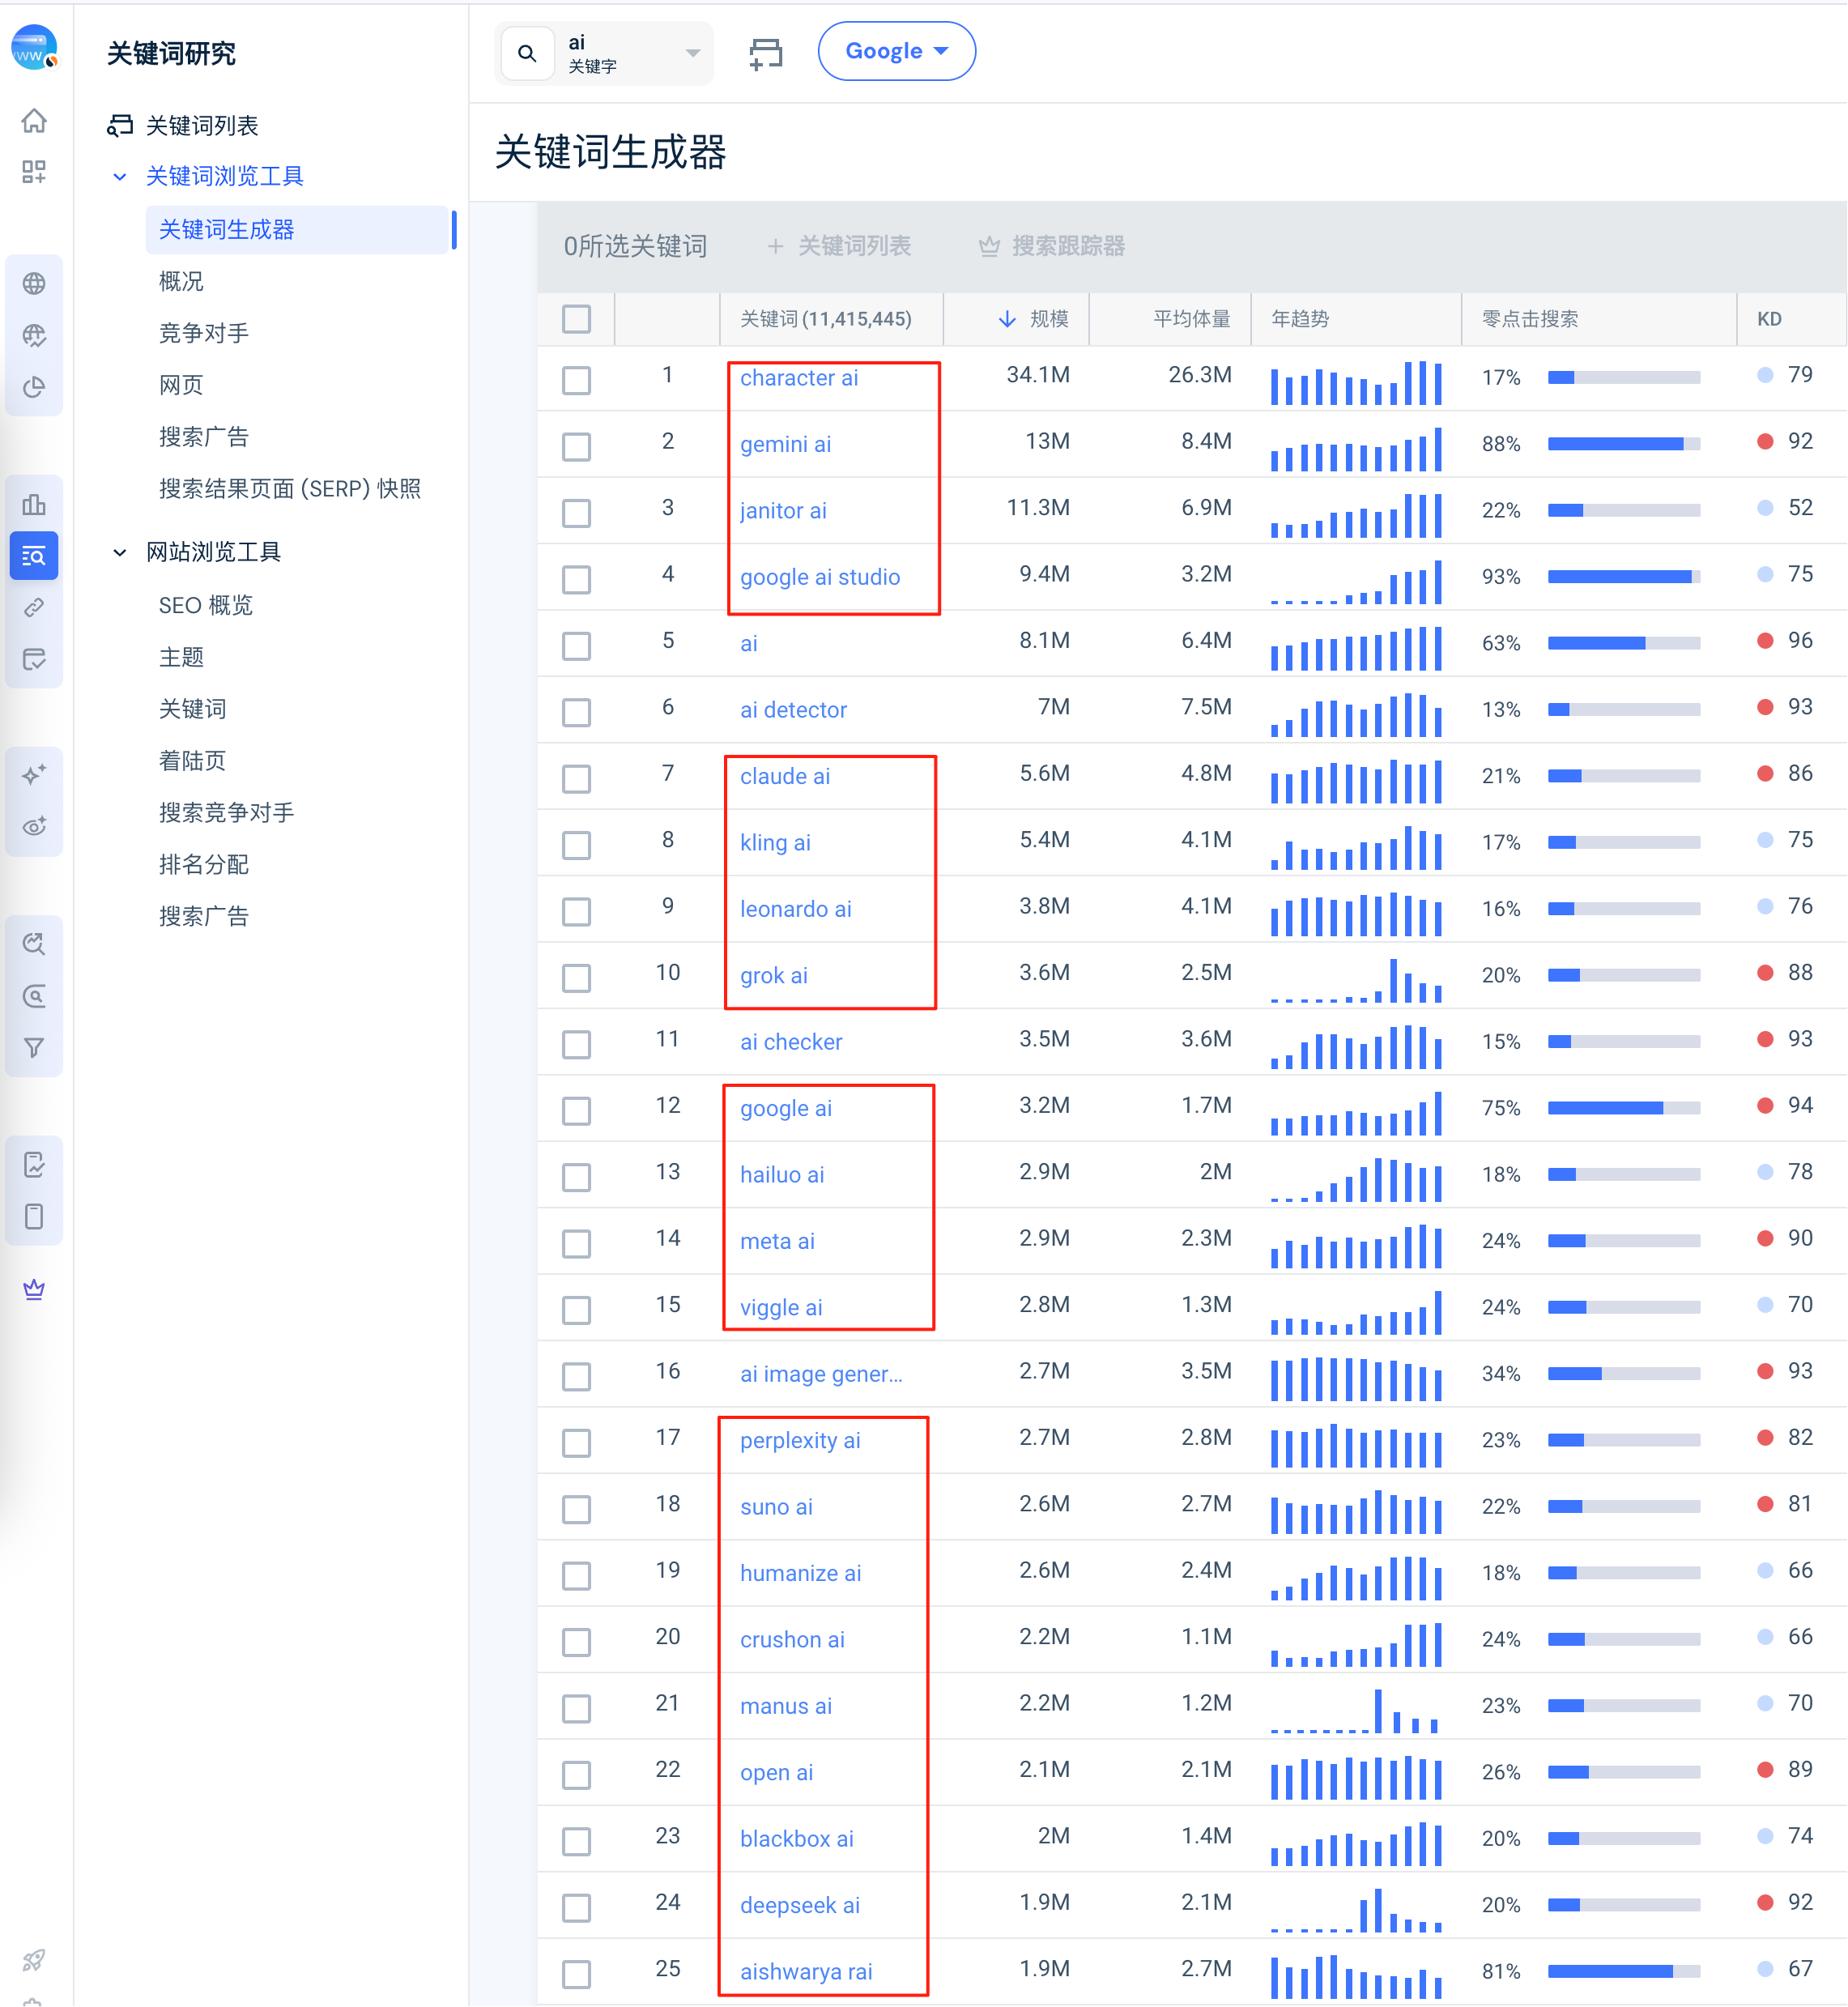 www
关键词研究
关键词列表
关键词浏览工具
关键词生成器
概况
竞争对手
网页
搜索广告
搜索结果页面 (SERP) 快照
网站浏览工具
SEO 概览
主题
关键词
着陆页
搜索竞争对手
排名分配
搜索广告
ai
关键字
Google
关键词生成器
0所选关键词 + 关键词列表 搜索跟踪器
关键词 (11,415,445) 规模 平均体量 年趋势 零点击搜索 KD
1 character ai 34.1M 26.3M 17% 79
2 gemini ai 13M 8.4M 88% 92
3 janitor ai 11.3M 6.9M 22% 52
4 google ai studio 9.4M 3.2M 93% 75
5 ai 8.1M 6.4M 63% 96
6 ai detector 7M 7.5M 13% 93
7 claude ai 5.6M 4.8M 21% 86
8 kling ai 5.4M 4.1M 17% 75
9 leonardo ai 3.8M 4.1M 16% 76
10 grok ai 3.6M 2.5M 20% 88
11 ai checker 3.5M 3.6M 15% 93
12 google ai 3.2M 1.7M 75% 94
13 hailuo ai 2.9M 2M 18% 78
14 meta ai 2.9M 2.3M 24% 90
15 viggle ai 2.8M 1.3M 24% 70
16 ai image gener... 2.7M 3.5M 34% 93
17 perplexity ai 2.7M 2.8M 23% 82
18 suno ai 2.6M 2.7M 22% 81
19 humanize ai 2.6M 2.4M 18% 66
20 crushon ai 2.2M 1.1M 24% 66
21 manus ai 2.2M 1.2M 23% 70
22 open ai 2.1M 2.1M 26% 89
23 blackbox ai 2M 1.4M 20% 74
24 deepseek ai 1.9M 2.1M 20% 92
25 aishwarya rai 1.9M 2.7M 81% 67